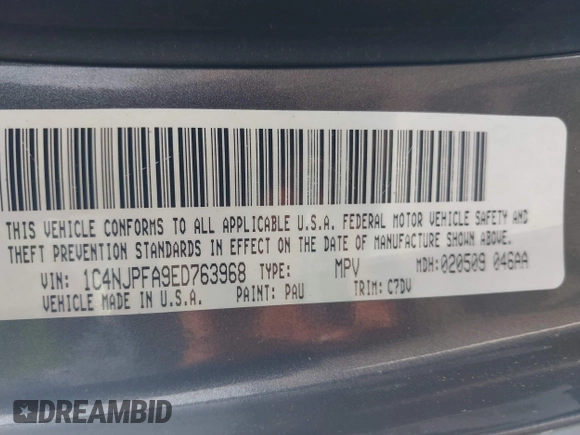 THIS VEHICLE CONFORMS TO ALL APPLICABLE U.S.A. FEDERAL MOTOR VEHICLE SAFETY AND
THEFT PREVENTION STANDARDS IN EFFECT ON THE DATE OF MANUFACTURE SHOWN ABOVE.
VIN: 1C4NJPFA9ED763968 TYPE: MPV MDH:020509 046AA
VEHICLE MADE IN U.S.A. PAINT: PAU TRIM: C7DV
DREAMBID